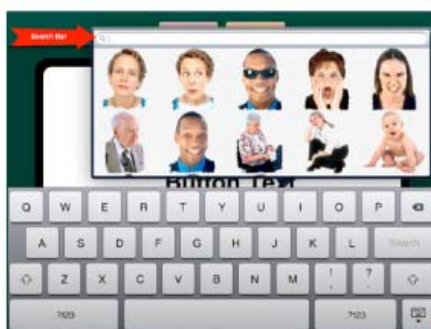 Search Bar
Button Text
Q W E R T Y U I O P
A S D F G H J K L Search
Z X C V B N M ! , ? .
.?123 .?123